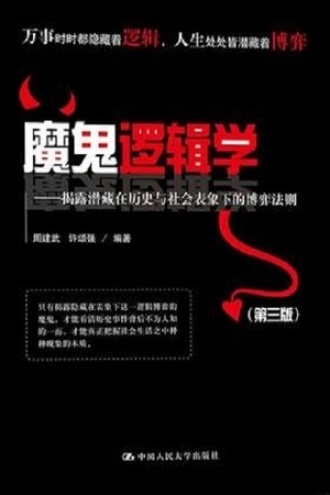 万事时时都隐藏着逻辑，人生处处皆潜藏着博弈
魔鬼逻辑学
——揭露潜藏在历史与社会表象下的博弈法则
周建武 许颂强／编著
（第三版）
只有揭露隐藏在表象下这一逻辑博弈的
魔鬼，才能看清历史事件背后不为人知
的一面，才能真正把握社会生活之中种
种现象的本质。
中国人民大学出版社